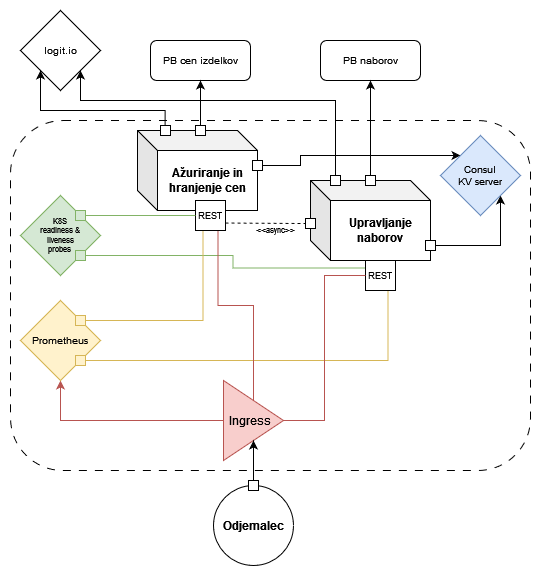 logit.io
PB cen izdelkov
PB naborov
Ažuriranje in
hranjenje cen
Consul
KV server
REST
<<async>>
Upravljanje
naborov
K8S
readiness &
liveness
probes
REST
Prometheus
Ingress
Odjemalec